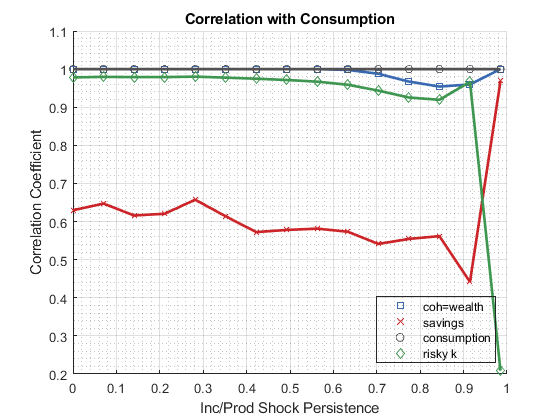 Correlation with Consumption
1.1
1
0.9
0.8
0.7
0.6
0.5
0.4
0.3
0.2
Correlation Coefficient
coh=wealth
savings
consumption
risky k
0 0.1 0.2 0.3 0.4 0.5 0.6 0.7 0.8 0.9 1
Inc/Prod Shock Persistence